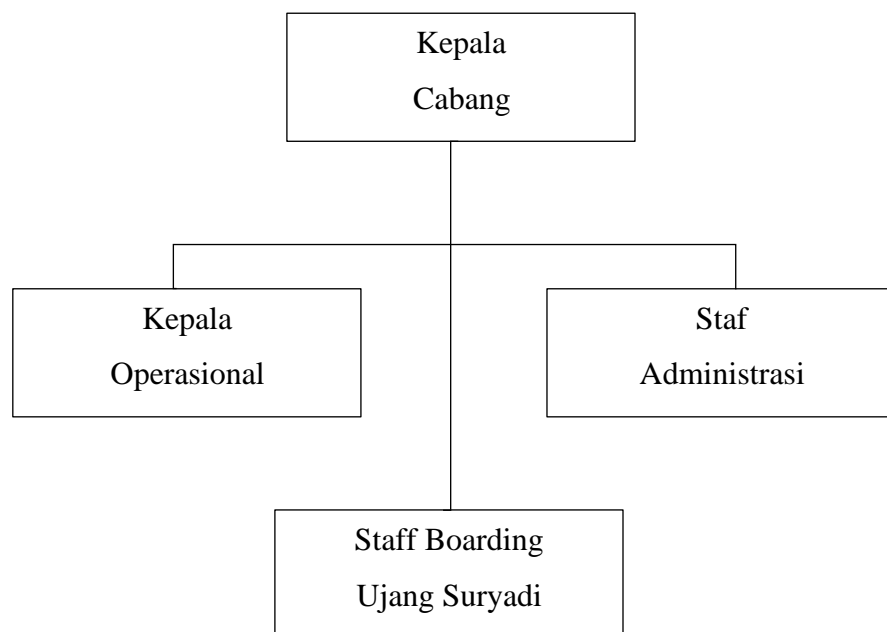 Kepala
Cabang
Kepala
Operasional
Staf
Administrasi
Staff Boarding
Ujang Suryadi